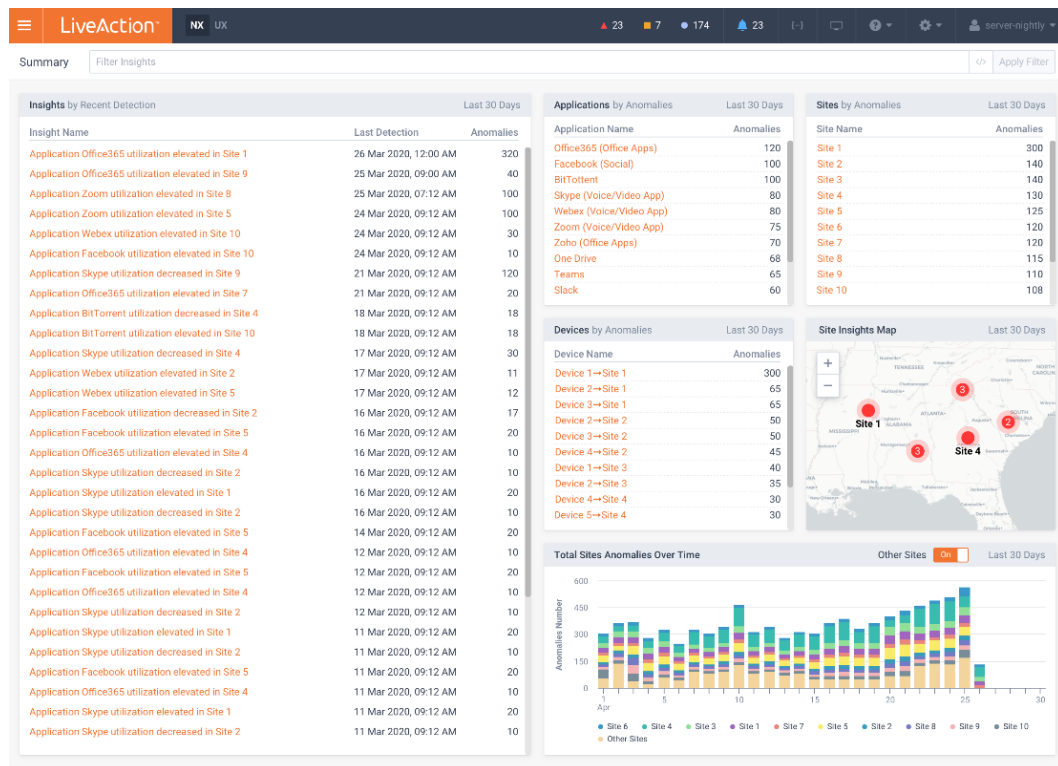 LiveAction NX UX 23 7 174 23 server-nightly
Summary Filter Insights </> Apply Filter
Insights by Recent Detection Last 30 Days
Insight Name Last Detection Anomalies
Application Office365 utilization elevated in Site 1 26 Mar 2020, 12:00 AM 320
Application Office365 utilization elevated in Site 9 25 Mar 2020, 09:00 AM 40
Application Zoom utilization elevated in Site 8 25 Mar 2020, 07:12 AM 100
Application Zoom utilization elevated in Site 5 24 Mar 2020, 09:12 AM 100
Application Webex utilization elevated in Site 10 24 Mar 2020, 09:12 AM 30
Application Facebook utilization elevated in Site 10 24 Mar 2020, 09:12 AM 10
Application Skype utilization decreased in Site 9 21 Mar 2020, 09:12 AM 120
Application Office365 utilization elevated in Site 7 21 Mar 2020, 09:12 AM 20
Application BitTorrent utilization decreased in Site 4 18 Mar 2020, 09:12 AM 18
Application BitTorrent utilization elevated in Site 10 18 Mar 2020, 09:12 AM 18
Application Skype utilization decreased in Site 4 17 Mar 2020, 09:12 AM 30
Application Webex utilization elevated in Site 2 17 Mar 2020, 09:12 AM 11
Application Webex utilization elevated in Site 5 17 Mar 2020, 09:12 AM 12
Application Facebook utilization decreased in Site 2 16 Mar 2020, 09:12 AM 17
Application Facebook utilization elevated in Site 5 16 Mar 2020, 09:12 AM 20
Application Office365 utilization elevated in Site 4 16 Mar 2020, 09:12 AM 10
Application Skype utilization decreased in Site 2 16 Mar 2020, 09:12 AM 10
Application Skype utilization elevated in Site 1 16 Mar 2020, 09:12 AM 20
Application Skype utilization decreased in Site 2 16 Mar 2020, 09:12 AM 10
Application Facebook utilization elevated in Site 5 14 Mar 2020, 09:12 AM 20
Application Office365 utilization elevated in Site 4 12 Mar 2020, 09:12 AM 10
Application Facebook utilization elevated in Site 5 12 Mar 2020, 09:12 AM 20
Application Office365 utilization elevated in Site 4 12 Mar 2020, 09:12 AM 10
Application Skype utilization decreased in Site 2 12 Mar 2020, 09:12 AM 10
Application Skype utilization elevated in Site 1 11 Mar 2020, 09:12 AM 20
Application Skype utilization decreased in Site 2 11 Mar 2020, 09:12 AM 10
Application Facebook utilization elevated in Site 5 11 Mar 2020, 09:12 AM 20
Application Office365 utilization elevated in Site 4 11 Mar 2020, 09:12 AM 10
Application Skype utilization elevated in Site 1 11 Mar 2020, 09:12 AM 20
Application Skype utilization decreased in Site 2 11 Mar 2020, 09:12 AM 10
Applications by Anomalies Last 30 Days
Application Name Anomalies
Office365 (Office Apps) 120
Facebook (Social) 100
BitTottent 100
Skype (Voice/Video App) 80
Webex (Voice/Video App) 80
Zoom (Voice/Video App) 75
Zoho (Office Apps) 70
One Drive 68
Teams 65
Slack 60
Sites by Anomalies Last 30 Days
Site Name Anomalies
Site 1 300
Site 2 140
Site 3 140
Site 4 130
Site 5 125
Site 6 120
Site 7 120
Site 8 115
Site 9 110
Site 10 108
Devices by Anomalies Last 30 Days
Device Name Anomalies
Device 1→Site 1 300
Device 2→Site 1 65
Device 3→Site 1 65
Device 2→Site 2 50
Device 3→Site 2 50
Device 4→Site 2 45
Device 1→Site 3 40
Device 2→Site 3 35
Device 4→Site 4 30
Device 5→Site 4 30
Site Insights Map Last 30 Days
+
−
TENNESSEE
NORTH
3
ATLANTA
Site 1
ALABAMA
SOUTH
2
MISSISSIPPI
3
Site 4
Total Sites Anomalies Over Time Other Sites On Last 30 Days
Anomalies Number
600
450
300
150
0
1 5 10 15 20 25 30
Apr
Site 6 Site 4 Site 3 Site 1 Site 7 Site 5 Site 2 Site 8 Site 9 Site 10
Other Sites